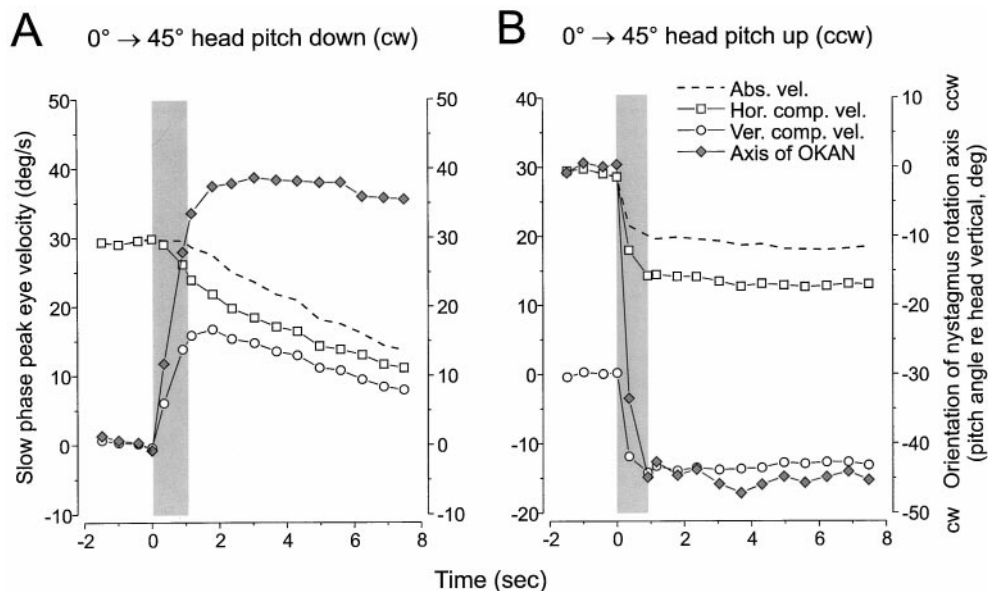 A
0° → 45° head pitch down (cw)
B
0° → 45° head pitch up (ccw)
Slow phase peak eye velocity (deg/s)
50
40
30
20
10
0
-10
50
40
30
20
10
0
-10
-2 0 2 4 6 8
40
30
20
10
0
-10
-20
Abs. vel.
Hor. comp. vel.
Ver. comp. vel.
Axis of OKAN
10
0
-10
-20
-30
-40
-50
-2 0 2 4 6 8
cw Orientation of nystagmus rotation axis ccw
(pitch angle re head vertical, deg)
Time (sec)